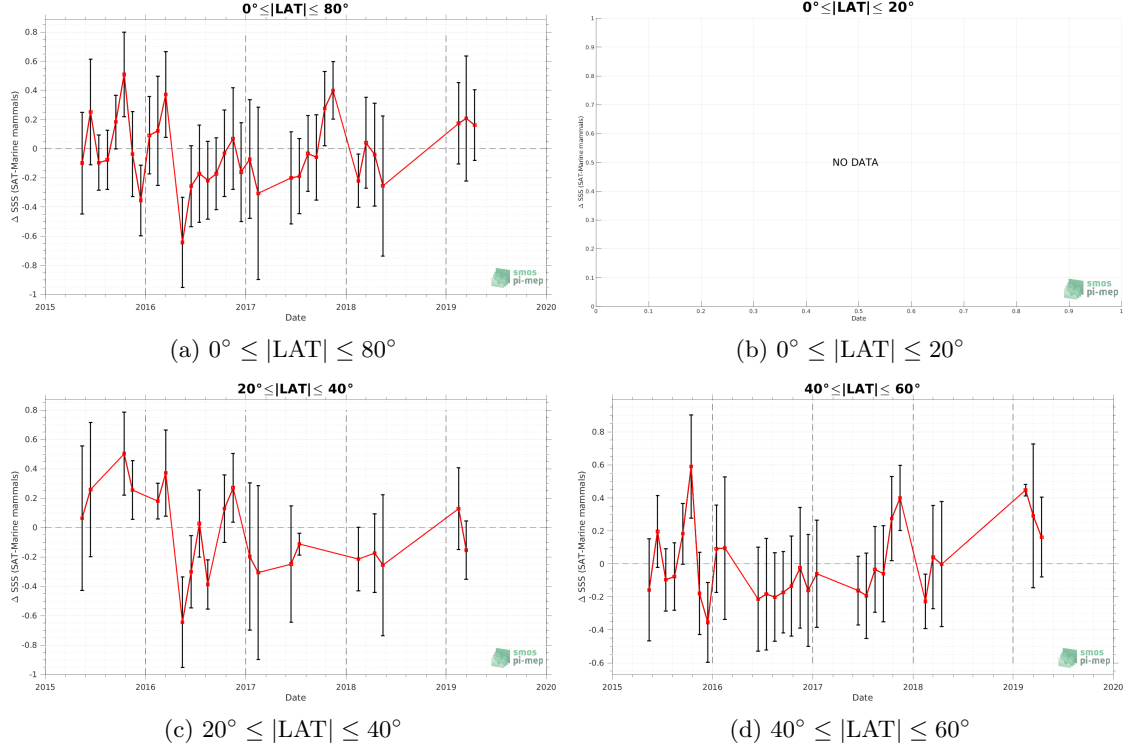 0°≤|LAT|≤ 80°
Δ SSS (SAT-Marine mammals)
0.8
0.6
0.4
0.2
0
-0.2
-0.4
-0.6
-0.8
-1
2015
2016
2017
2018
2019
2020
Date
smos
pi-mep
(a) 0° ≤ |LAT| ≤ 80°
0°≤|LAT|≤ 20°
Δ SSS (SAT-Marine mammals)
1
0.9
0.8
0.7
0.6
0.5
0.4
0.3
0.2
0.1
0
NO DATA
0
0.1
0.2
0.3
0.4
0.5
0.6
0.7
0.8
0.9
1
Date
smos
pi-mep
(b) 0° ≤ |LAT| ≤ 20°
20°≤|LAT|≤ 40°
Δ SSS (SAT-Marine mammals)
0.8
0.6
0.4
0.2
0
-0.2
-0.4
-0.6
-0.8
-1
2015
2016
2017
2018
2019
2020
Date
smos
pi-mep
(c) 20° ≤ |LAT| ≤ 40°
40°≤|LAT|≤ 60°
Δ SSS (SAT-Marine mammals)
0.8
0.6
0.4
0.2
0
-0.2
-0.4
-0.6
2015
2016
2017
2018
2019
2020
Date
smos
pi-mep
(d) 40° ≤ |LAT| ≤ 60°